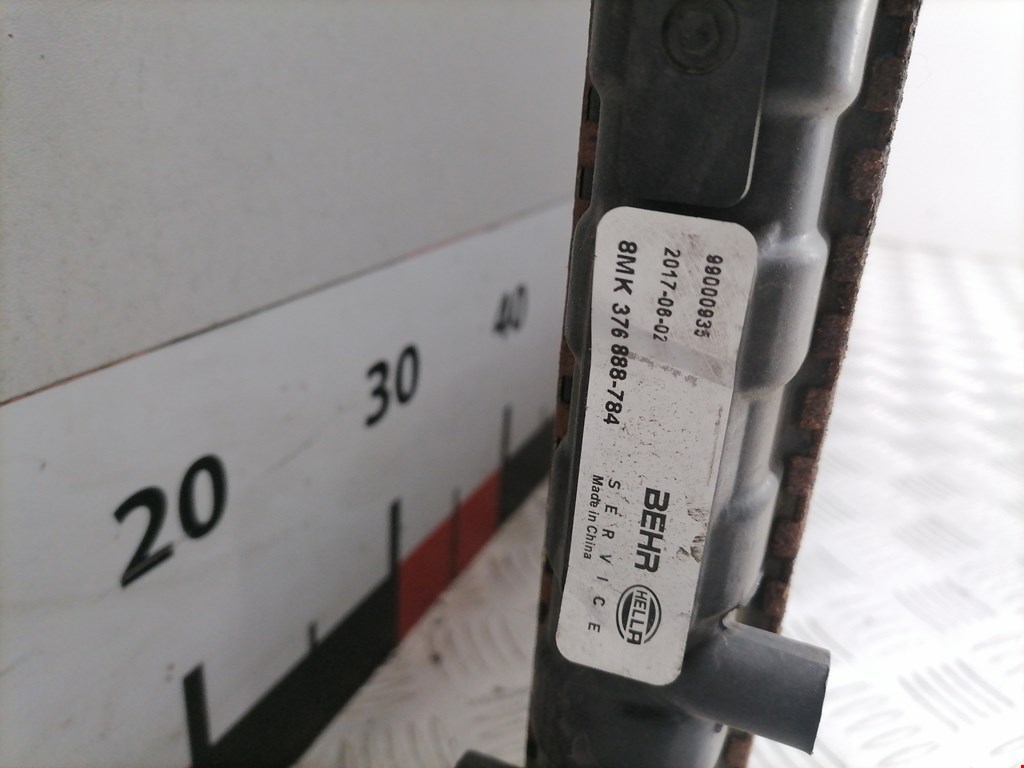 20
30
40
99000935
2017-06-02
8MK 376 888-784
BEHR HELLA
SERVICE
Made in China